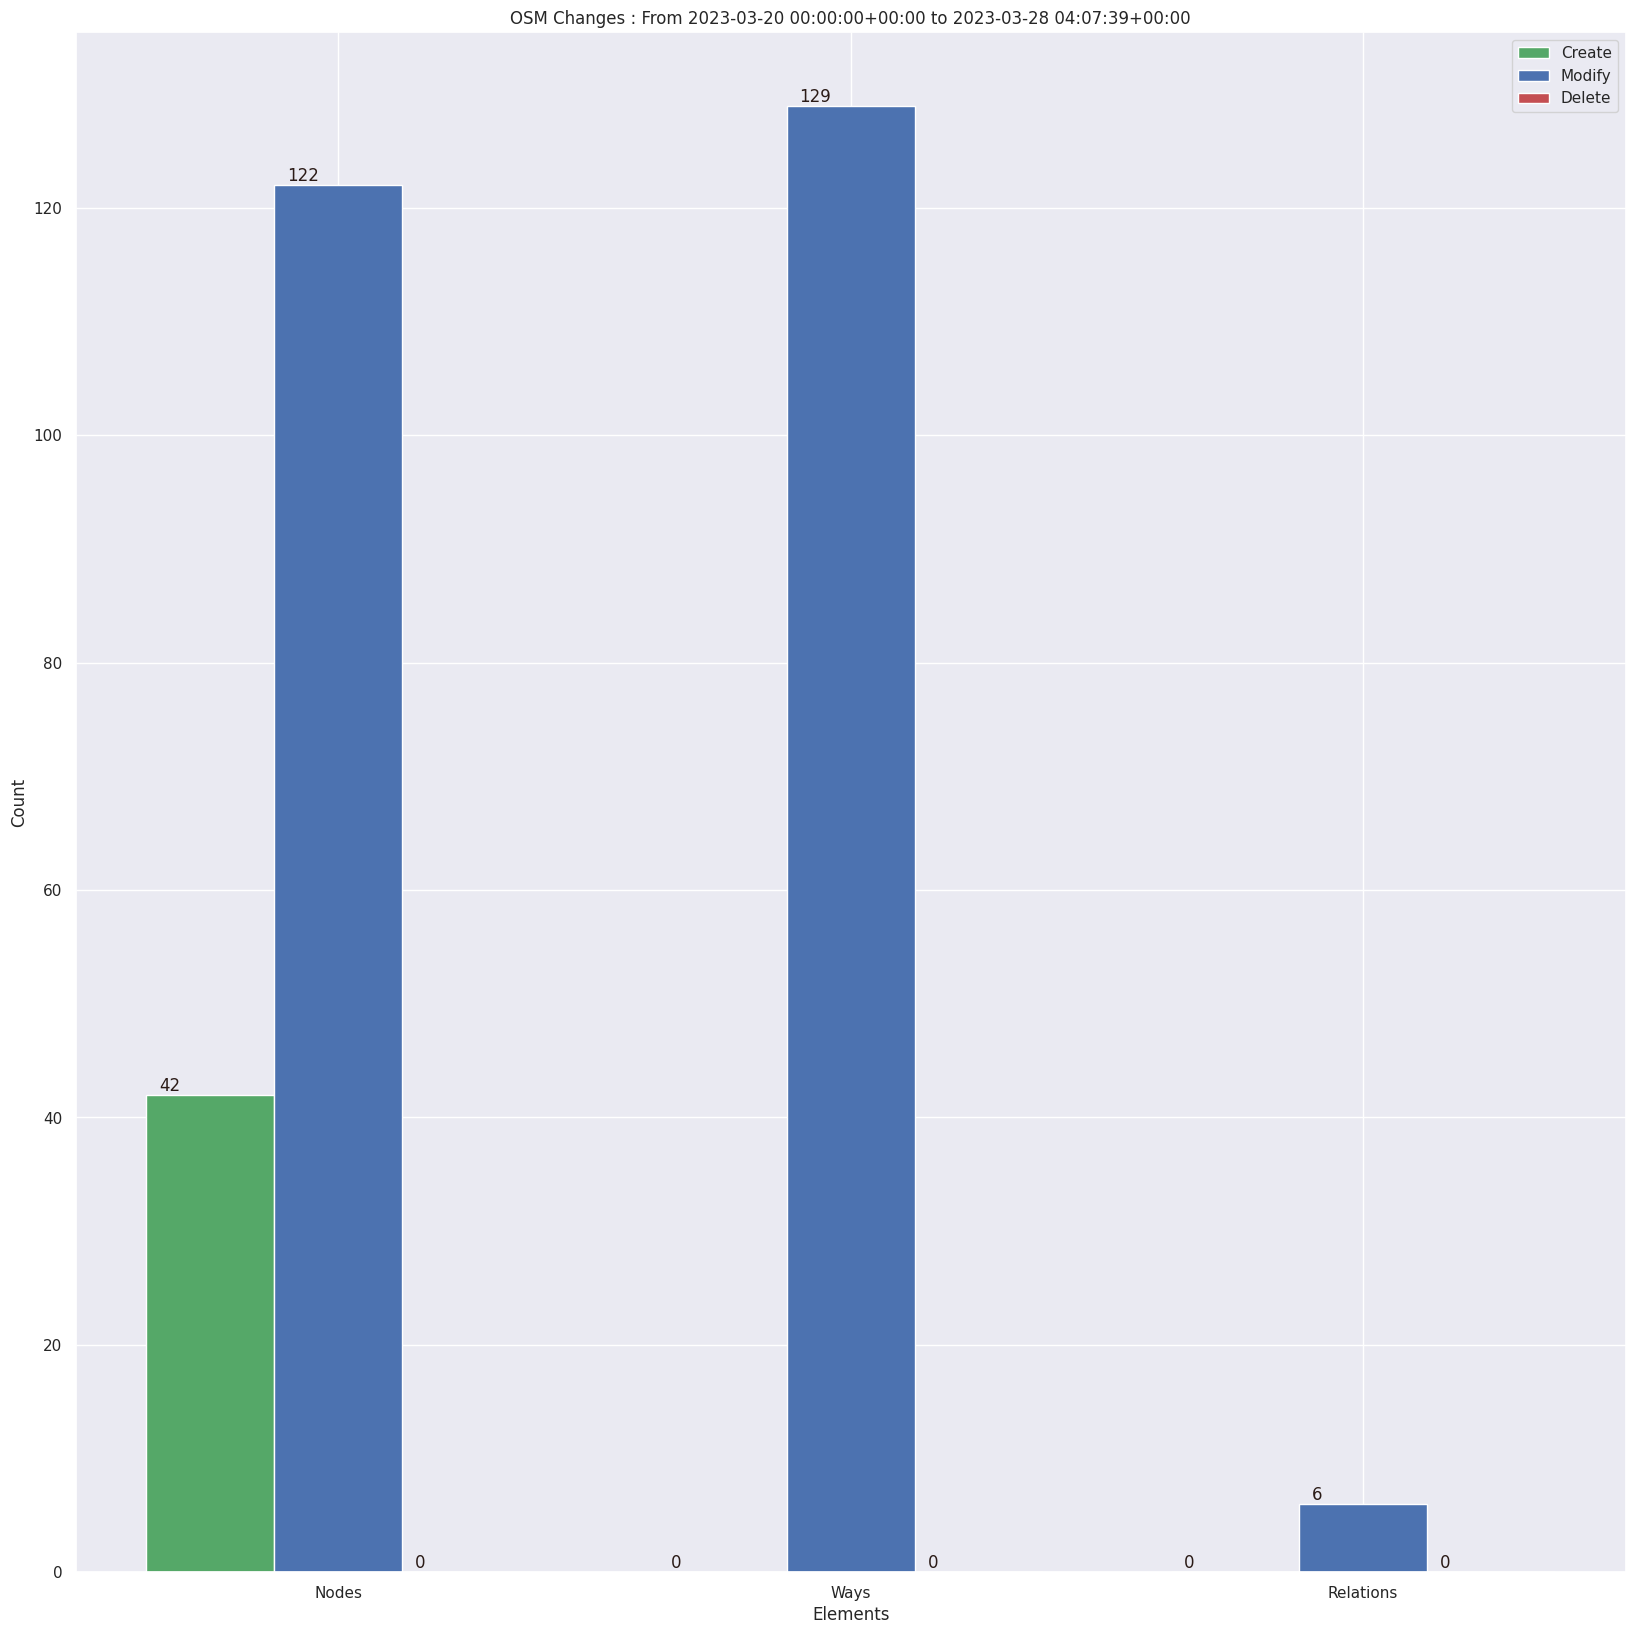 OSM Changes : From 2023-03-20 00:00:00+00:00 to 2023-03-28 04:07:39+00:00
Create
Modify
Delete
129
122
120
100
80
Count
60
42
40
20
6
0
0
0
0
0
0
Nodes
Ways
Relations
Elements